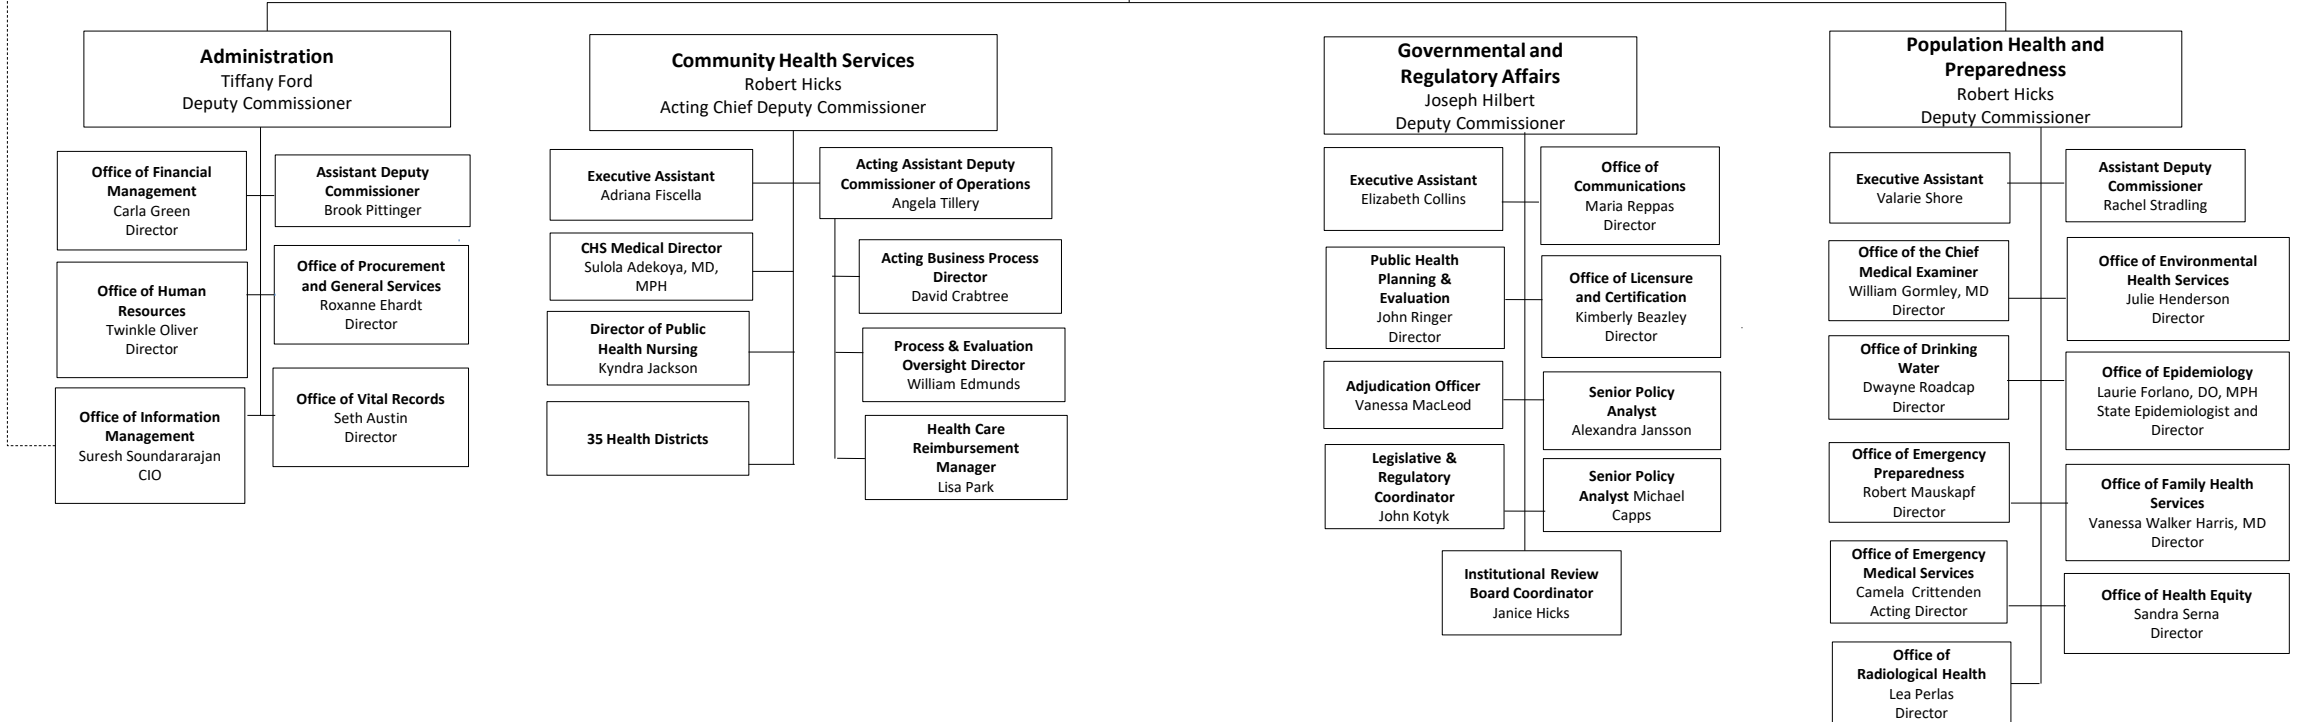 Administration
Tiffany Ford
Deputy Commissioner
Office of Financial
Management
Carla Green
Director
Assistant Deputy
Commissioner
Brook Pittinger
Office of Human
Resources
Twinkle Oliver
Director
Office of Procurement
and General Services
Roxanne Ehardt
Director
Office of Information
Management
Suresh Soundararajan
CIO
Office of Vital Records
Seth Austin
Director
Community Health Services
Robert Hicks
Acting Chief Deputy Commissioner
Executive Assistant
Adriana Fiscella
Acting Assistant Deputy
Commissioner of Operations
Angela Tillery
CHS Medical Director
Sulola Adekoya, MD,
MPH
Acting Business Process
Director
David Crabtree
Director of Public
Health Nursing
Kyndra Jackson
Process & Evaluation
Oversight Director
William Edmunds
35 Health Districts
Health Care
Reimbursement
Manager
Lisa Park
Governmental and
Regulatory Affairs
Joseph Hilbert
Deputy Commissioner
Executive Assistant
Elizabeth Collins
Office of
Communications
Maria Reppas
Director
Public Health
Planning &
Evaluation
John Ringer
Director
Office of Licensure
and Certification
Kimberly Beazley
Director
Adjudication Officer
Vanessa MacLeod
Senior Policy
Analyst
Alexandra Jansson
Legislative &
Regulatory
Coordinator
John Kotyk
Senior Policy
Analyst Michael
Capps
Institutional Review
Board Coordinator
Janice Hicks
Population Health and
Preparedness
Robert Hicks
Deputy Commissioner
Executive Assistant
Valarie Shore
Assistant Deputy
Commissioner
Rachel Stradling
Office of the Chief
Medical Examiner
William Gormley, MD
Director
Office of Environmental
Health Services
Julie Henderson
Director
Office of Drinking
Water
Dwayne Roadcap
Director
Office of Epidemiology
Laurie Forlano, DO, MPH
State Epidemiologist and
Director
Office of Emergency
Preparedness
Robert Mauskapf
Director
Office of Family Health
Services
Vanessa Walker Harris, MD
Director
Office of Emergency
Medical Services
Camela Crittenden
Acting Director
Office of Health Equity
Sandra Serna
Director
Office of
Radiological Health
Lea Perlas
Director